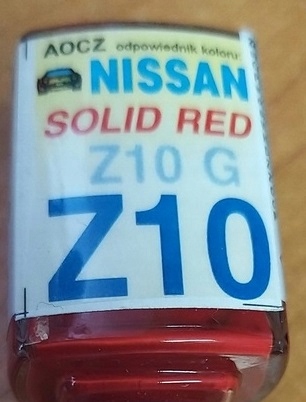 AOCZ odpowiednik koloru:
NISSAN
SOLID RED
Z10 G
Z10